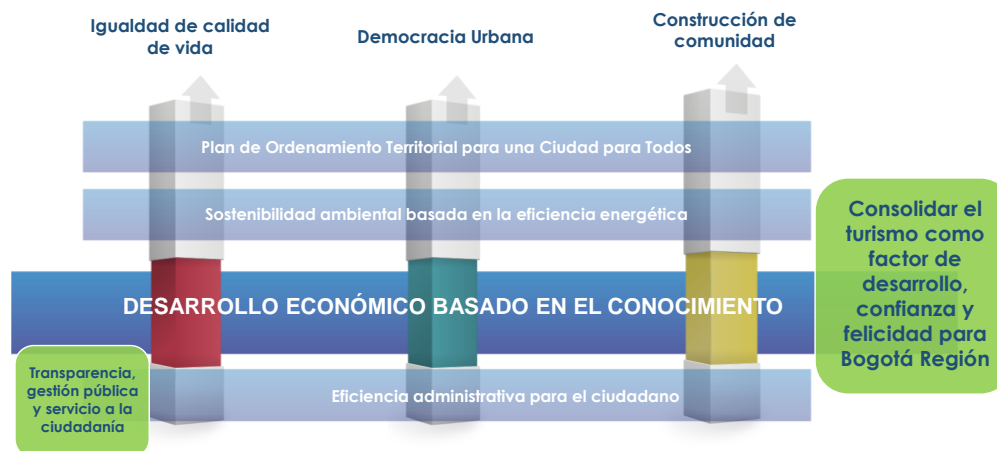 Igualdad de calidad
de vida
Democracia Urbana
Construcción de
comunidad
Plan de Ordenamiento Territorial para una Ciudad para Todos
Sostenibilidad ambiental basada en la eficiencia energética
DESARROLLO ECONÓMICO BASADO EN EL CONOCIMIENTO
Eficiencia administrativa para el ciudadano
Transparencia,
gestión pública
y servicio a la
ciudadanía
Consolidar el
turismo como
factor de
desarrollo,
confianza y
felicidad para
Bogotá Región